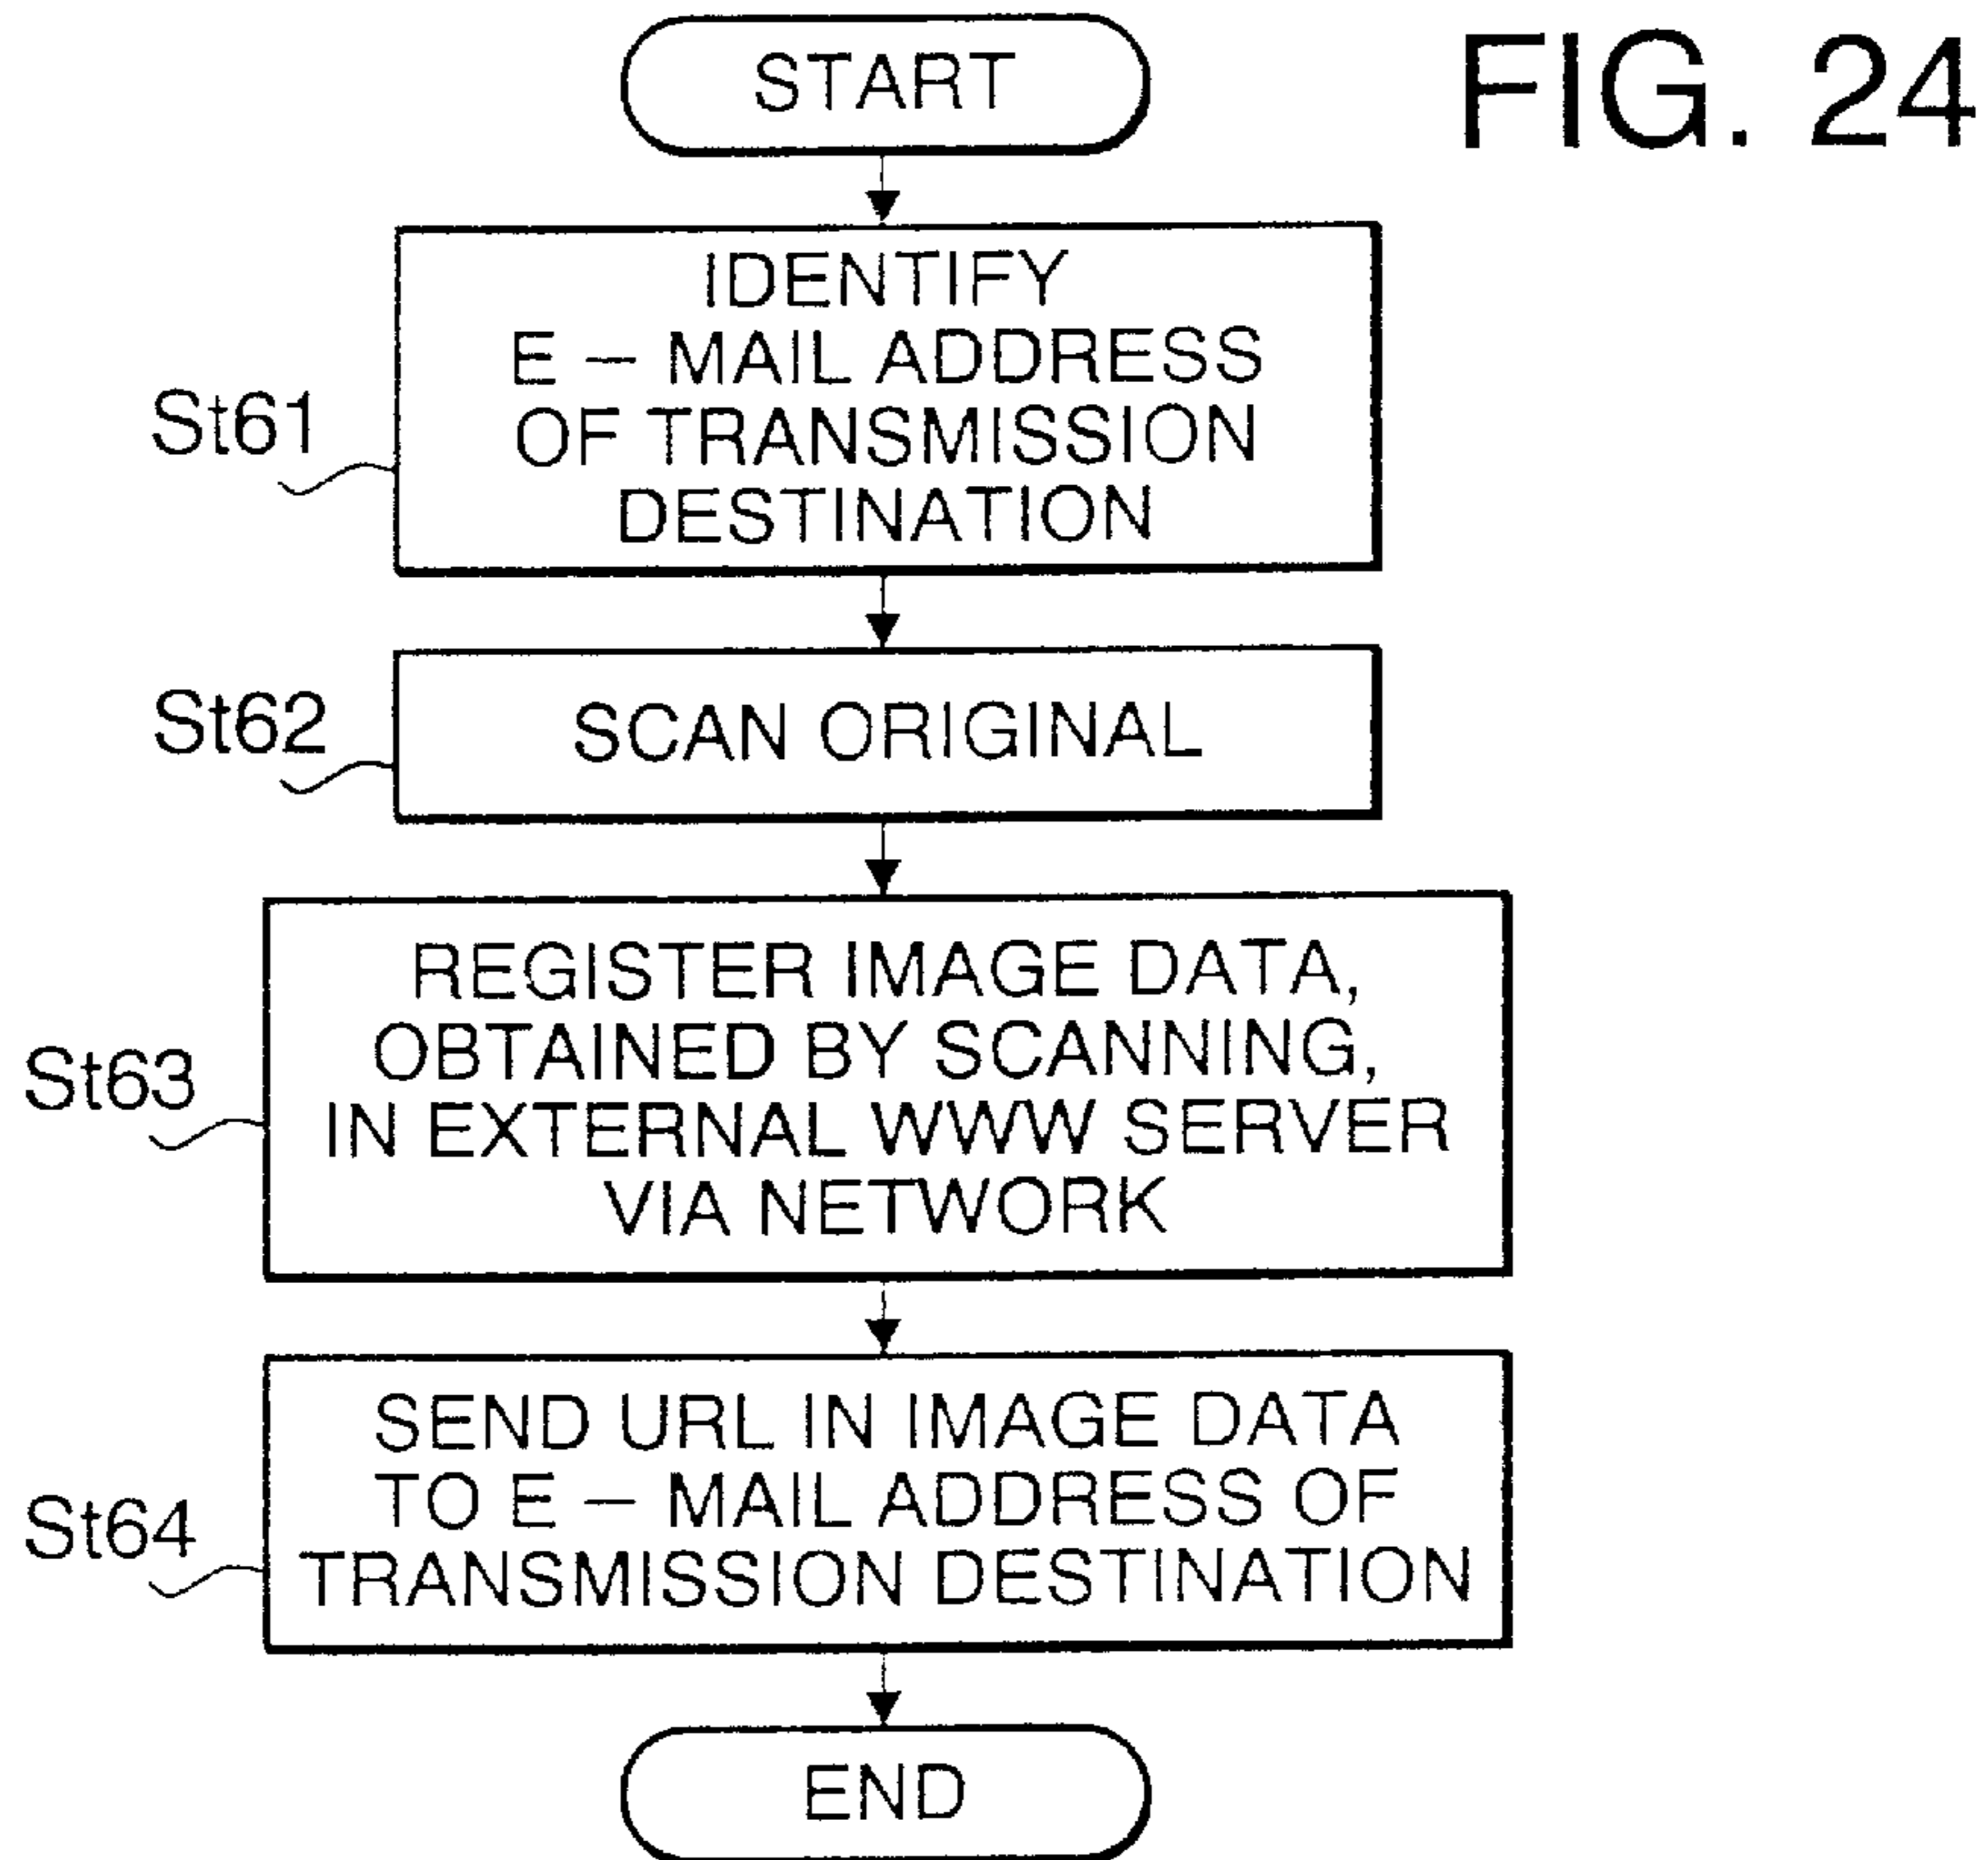 START
FIG. 24
IDENTIFY
E – MAIL ADDRESS
OF TRANSMISSION
DESTINATION
St61
SCAN ORIGINAL
St62
REGISTER IMAGE DATA,
OBTAINED BY SCANNING,
IN EXTERNAL WWW SERVER
VIA NETWORK
St63
SEND URL IN IMAGE DATA
TO E – MAIL ADDRESS OF
TRANSMISSION DESTINATION
St64
END